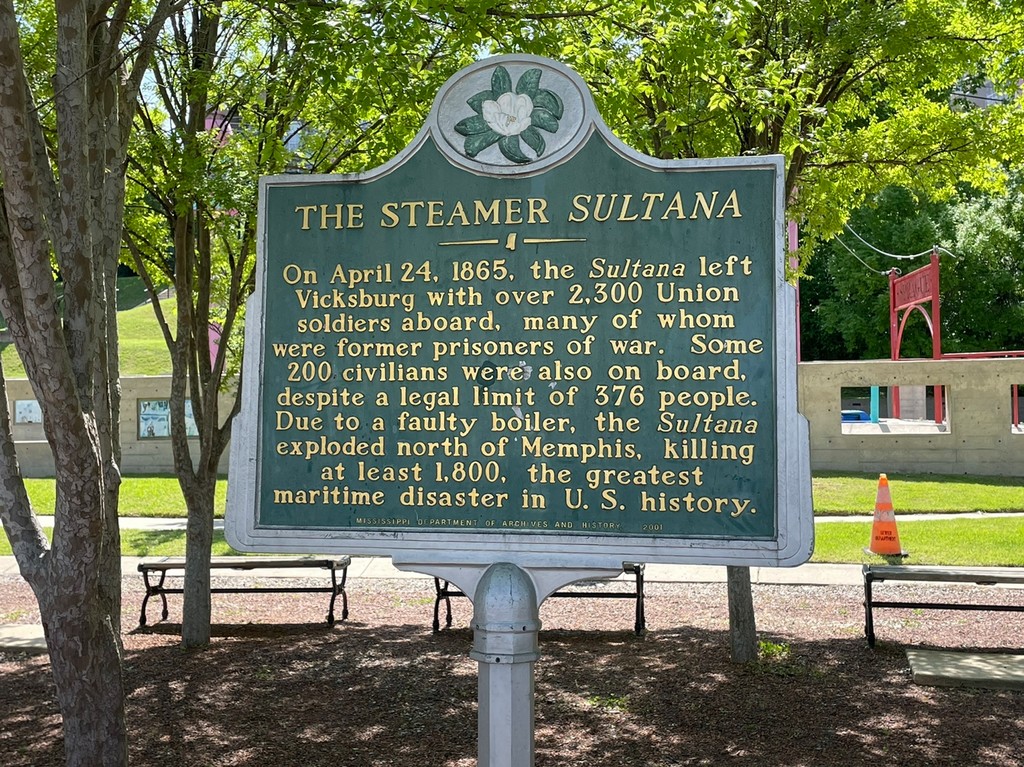 THE STEAMER SULTANA
On April 24, 1865, the Sultana left
Vicksburg with over 2,300 Union
soldiers aboard, many of whom
were former prisoners of war. Some
200 civilians were also on board,
despite a legal limit of 376 people.
Due to a faulty boiler, the Sultana
exploded north of Memphis, killing
at least 1,800, the greatest
maritime disaster in U. S. history.
MISSISSIPPI DEPARTMENT OF ARCHIVES AND HISTORY 2001